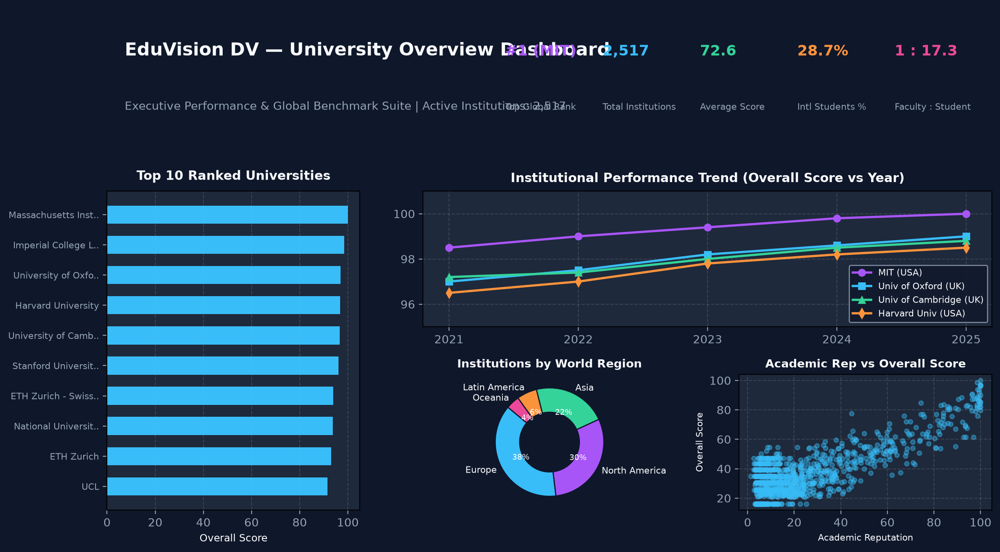 EduVision DV — University Overview Dashboard
#1 (MIT)
2,517
72.6
28.7%
1 : 17.3
Executive Performance & Global Benchmark Suite | Active Institutions: 2,517
Top Global Rank
Total Institutions
Average Score
Intl Students %
Faculty : Student
Top 10 Ranked Universities
Massachusetts Inst..
Imperial College L..
University of Oxfo..
Harvard University
University of Camb..
Stanford Universit..
ETH Zurich - Swiss..
National Universit..
ETH Zurich
UCL
0 20 40 60 80 100
Overall Score
Institutional Performance Trend (Overall Score vs Year)
100
98
96
2021 2022 2023 2024 2025
MIT (USA)
Univ of Oxford (UK)
Univ of Cambridge (UK)
Harvard Univ (USA)
Institutions by World Region
Latin America
Asia
Oceania
6%
22%
4%
38%
30%
Europe
North America
Academic Rep vs Overall Score
Overall Score
100
80
60
40
20
0 20 40 60 80 100
Academic Reputation